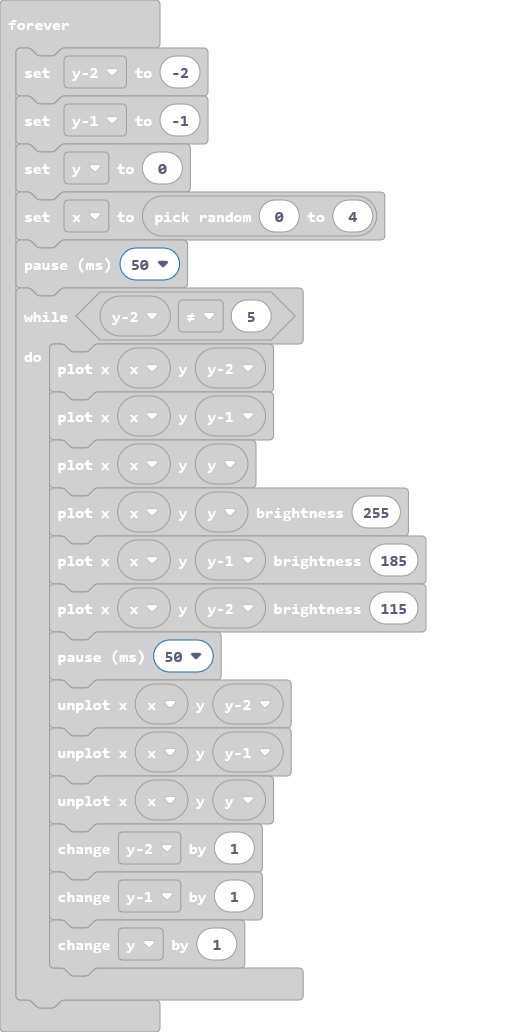 forever
set y-2 to -2
set y-1 to -1
set y to 0
set x to pick random 0 to 4
pause (ms) 50
while y-2 ≠ 5
do
plot x x y y-2
plot x x y y-1
plot x x y y
plot x x y y brightness 255
plot x x y y-1 brightness 185
plot x x y y-2 brightness 115
pause (ms) 50
unplot x x y y-2
unplot x x y y-1
unplot x x y y
change y-2 by 1
change y-1 by 1
change y by 1